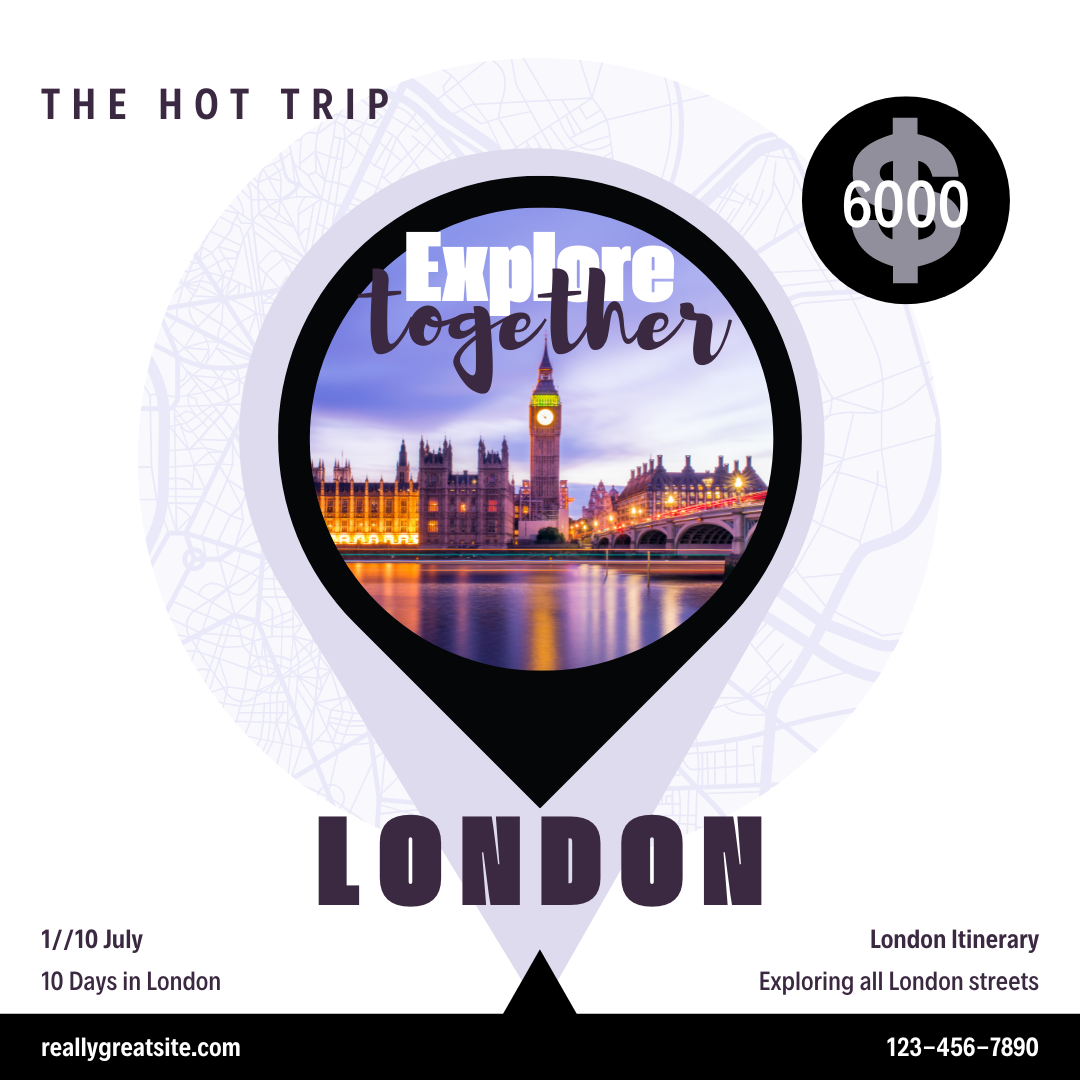 THE HOT TRIP
$
6000
Explore
together
LONDON
1//10 July
10 Days in London
London Itinerary
Exploring all London streets
reallygreatsite.com
123-456-7890